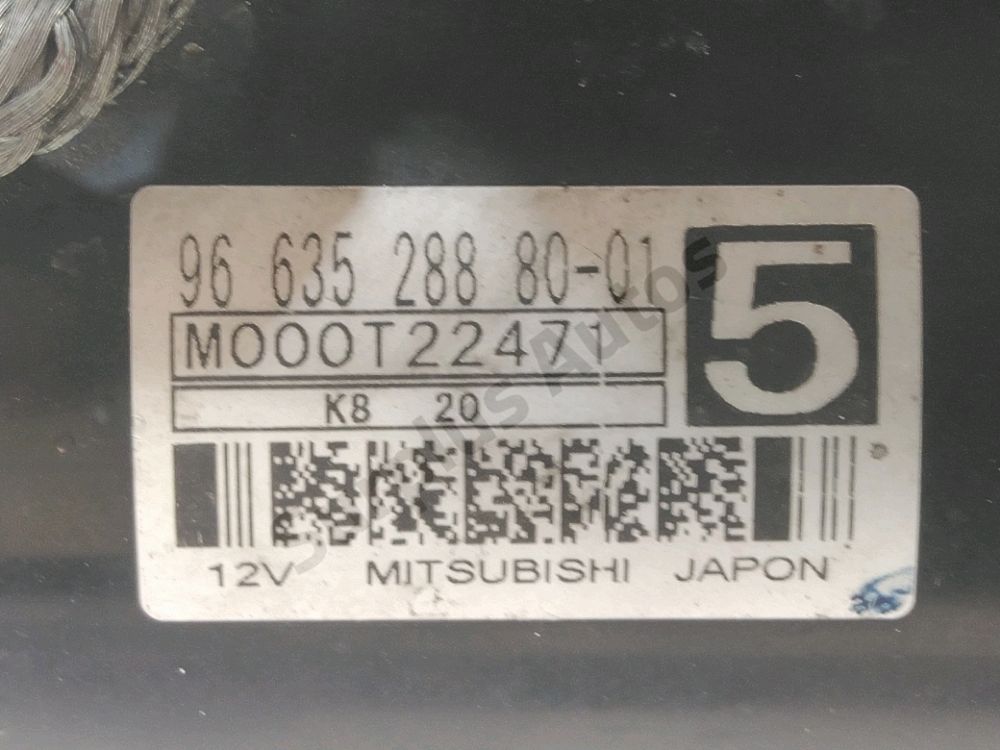 96 635 288 80-01
5
M000T22471
K8 20
12V MITSUBISHI JAPON